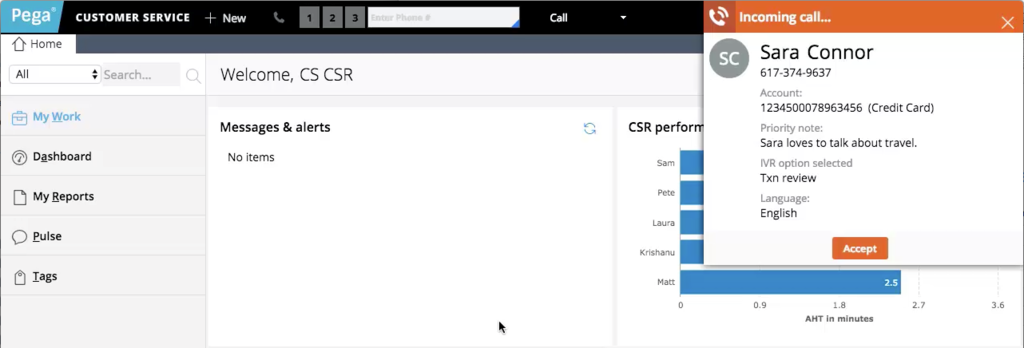 Pega
CUSTOMER SERVICE
+ New
1 2 3
Enter Phone #
Call
Incoming call...
Home
All
Search...
Welcome, CS CSR
SC
Sara Connor
617-374-9637
Account:
1234500078963456 (Credit Card)
Priority note:
Sara loves to talk about travel.
IVR option selected
Txn review
Language:
English
Accept
My Work
Dashboard
My Reports
Pulse
Tags
Messages & alerts
No items
CSR perform
Sam
Pete
Laura
Krishanu
Matt
2.5
0 0.9 1.8 2.7 3.6
AHT in minutes